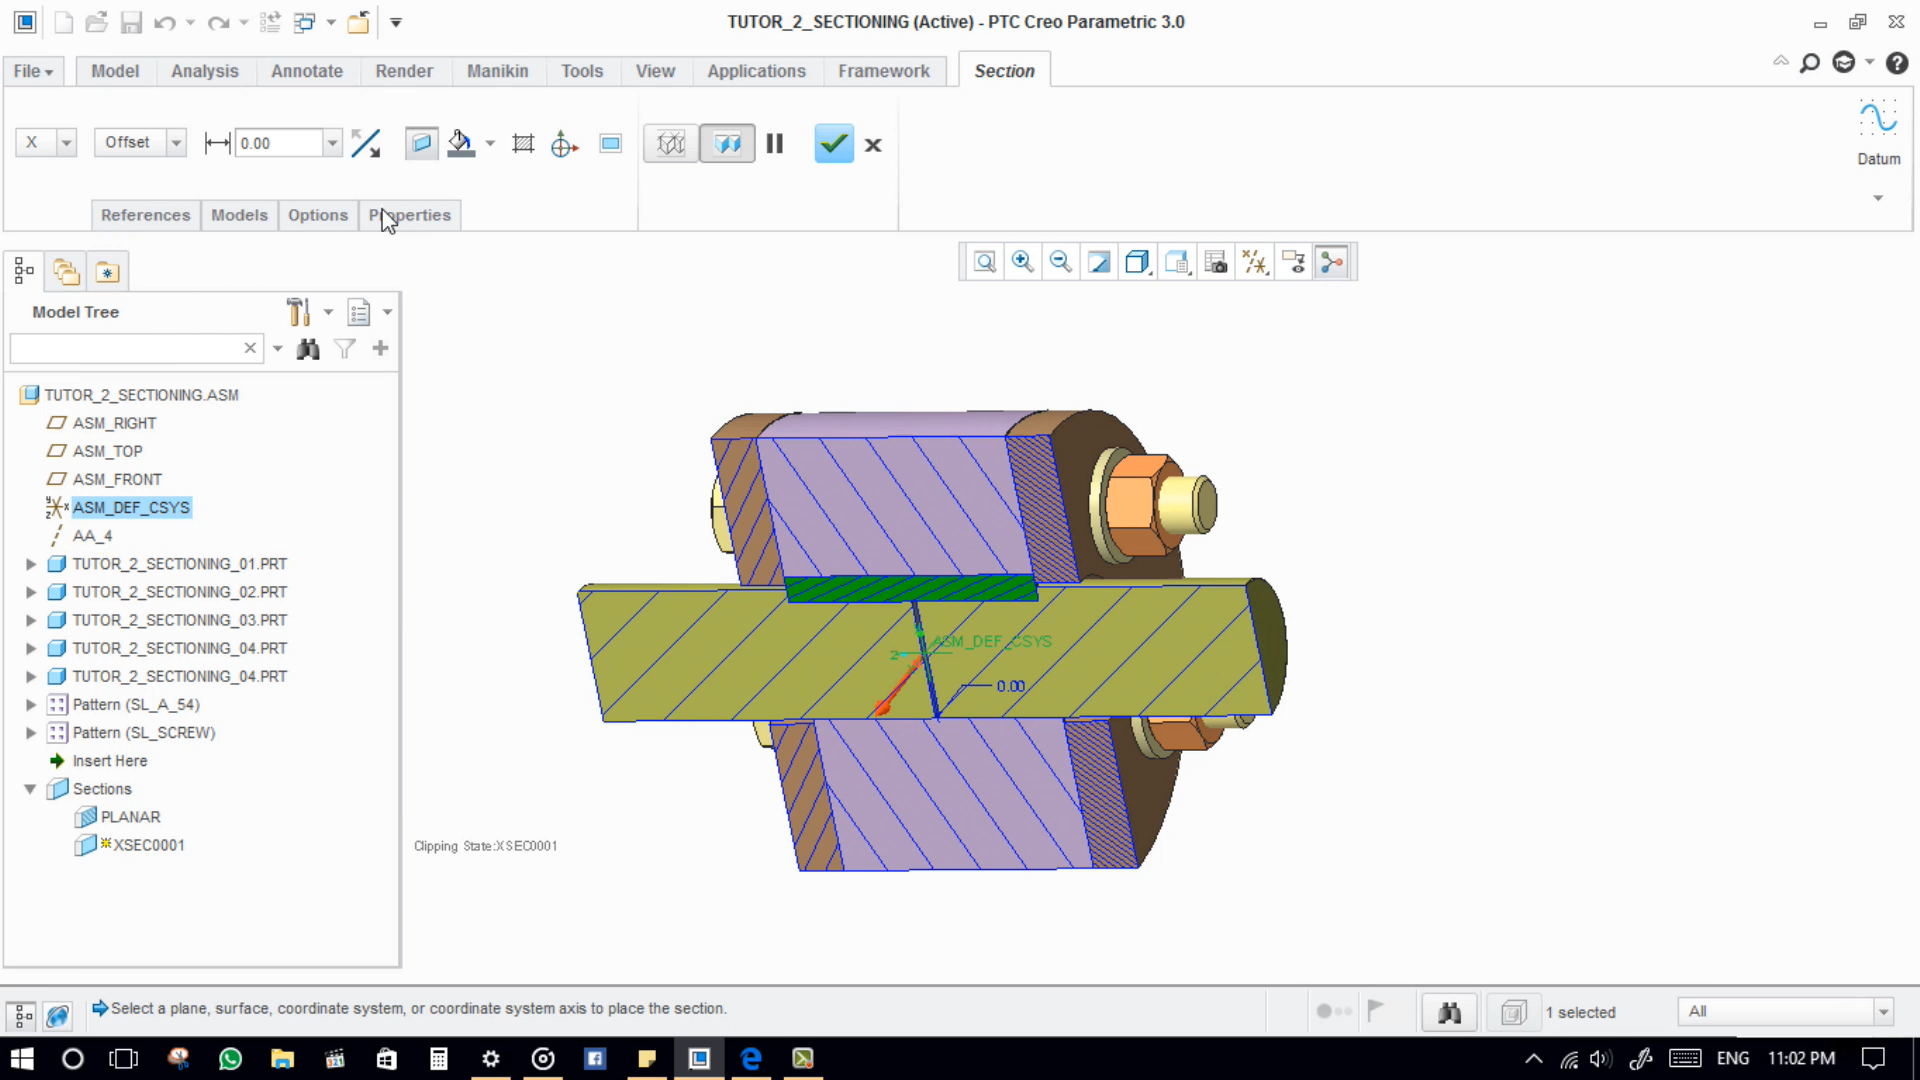 TUTOR_2_SECTIONING (Active) - PTC Creo Parametric 3.0
File Model Analysis Annotate Render Manikin Tools View Applications Framework Section
X Offset 0.00
Datum
References Models Options Properties
Model Tree
TUTOR_2_SECTIONING.ASM
ASM_RIGHT
ASM_TOP
ASM_FRONT
ASM_DEF_CSYS
AA_4
TUTOR_2_SECTIONING_01.PRT
TUTOR_2_SECTIONING_02.PRT
TUTOR_2_SECTIONING_03.PRT
TUTOR_2_SECTIONING_04.PRT
TUTOR_2_SECTIONING_04.PRT
Pattern (SL_A_54)
Pattern (SL_SCREW)
Insert Here
Sections
PLANAR
XSEC0001
ASM_DEF_CSYS
0.00
Clipping State:XSEC0001
Select a plane, surface, coordinate system, or coordinate system axis to place the section.
1 selected
All
ENG 11:02 PM